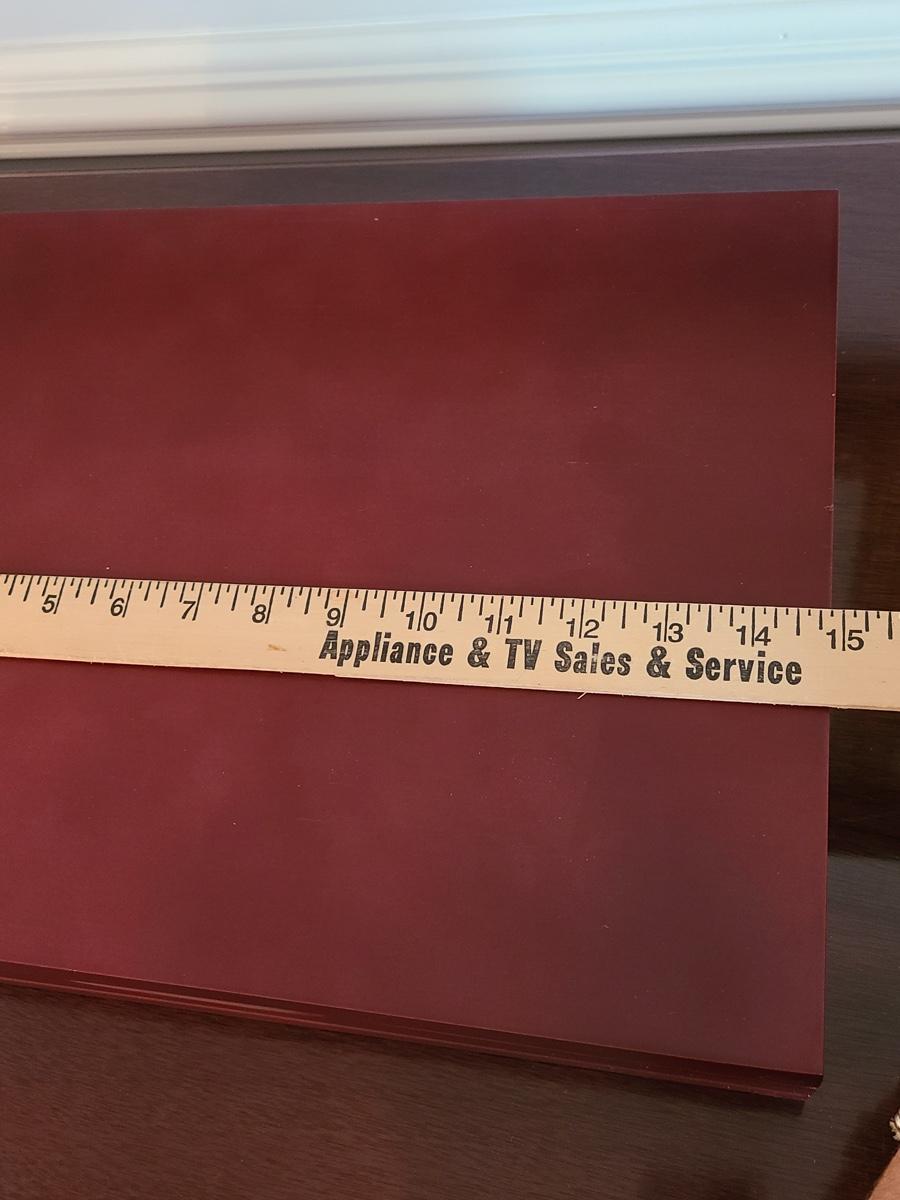 5 6 7 8 9 10 11 12 13 14 15
Appliance & TV Sales & Service